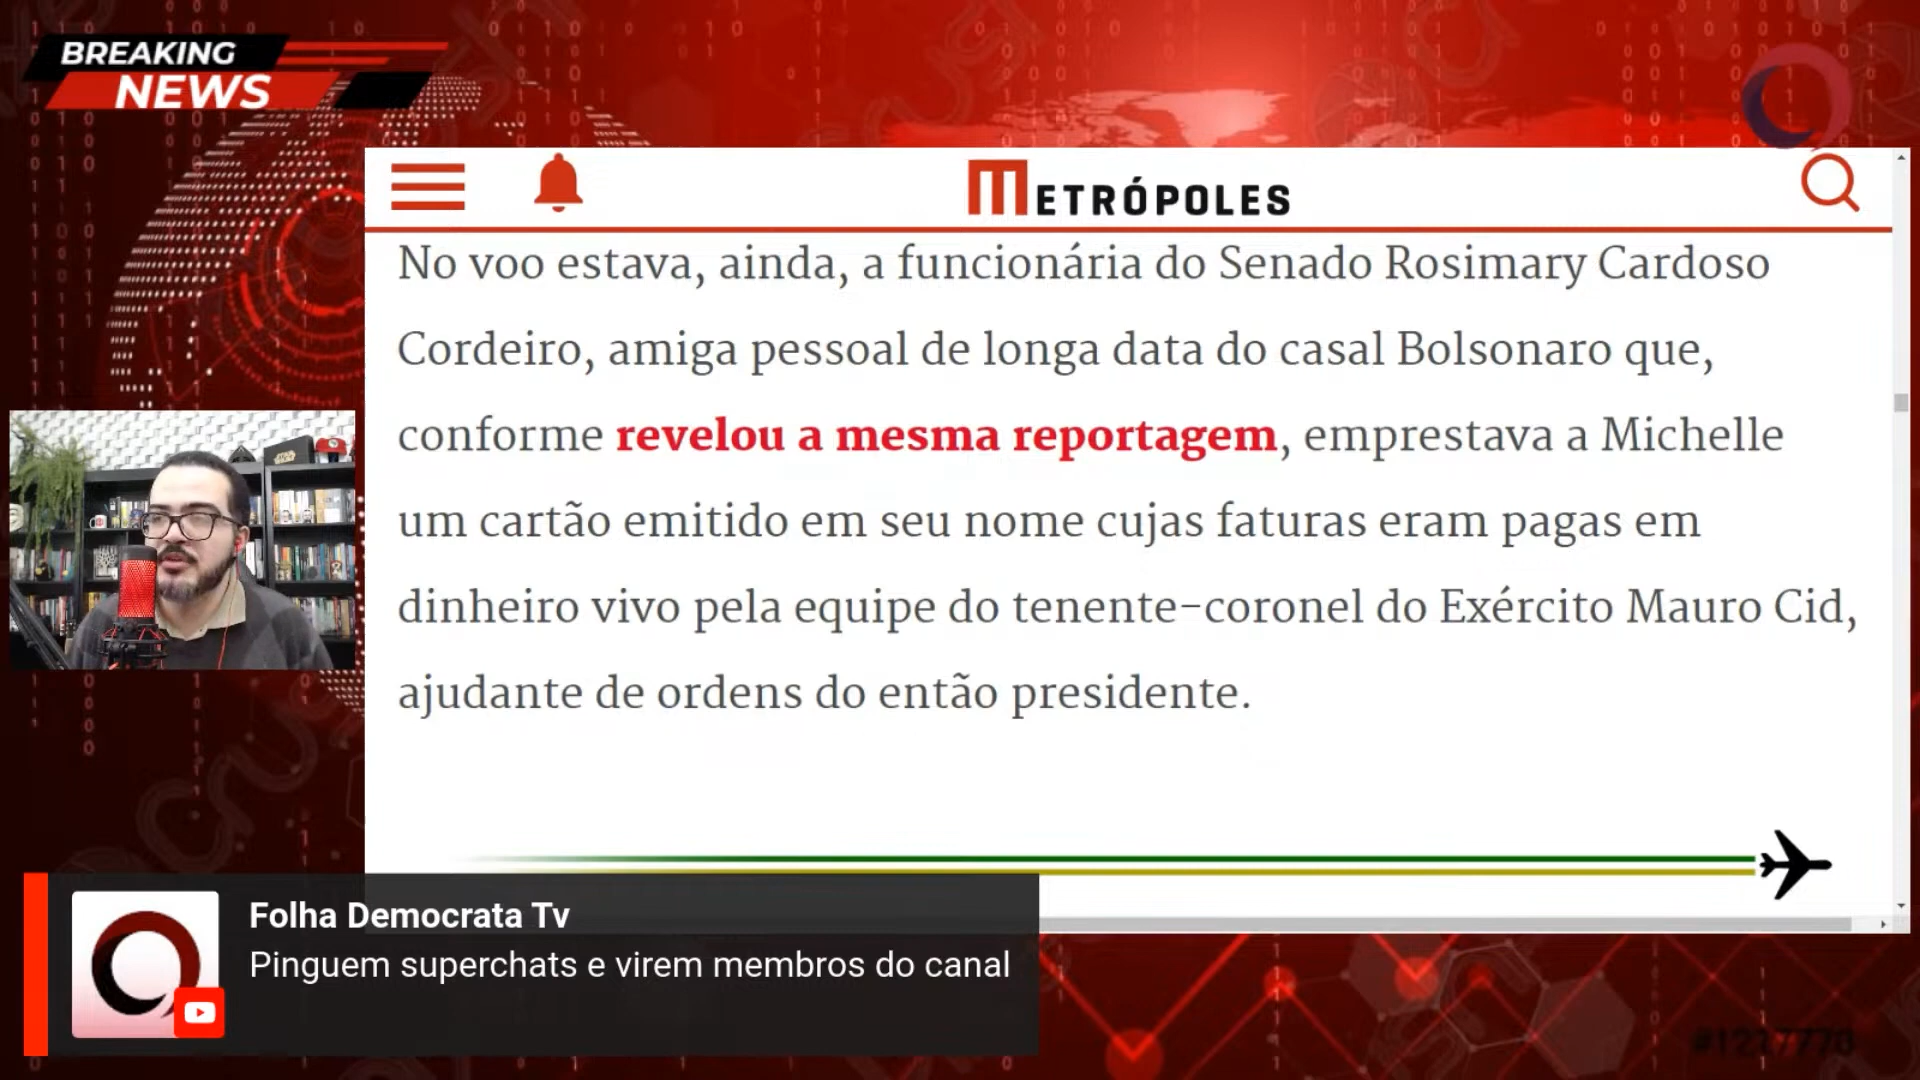 BREAKING
NEWS
METRÓPOLES
No voo estava, ainda, a funcionária do Senado Rosimary Cardoso
Cordeiro, amiga pessoal de longa data do casal Bolsonaro que,
conforme revelou a mesma reportagem, emprestava a Michelle
um cartão emitido em seu nome cujas faturas eram pagas em
dinheiro vivo pela equipe do tenente-coronel do Exército Mauro Cid,
ajudante de ordens do então presidente.
Folha Democrata Tv
Pinguem superchats e virem membros do canal